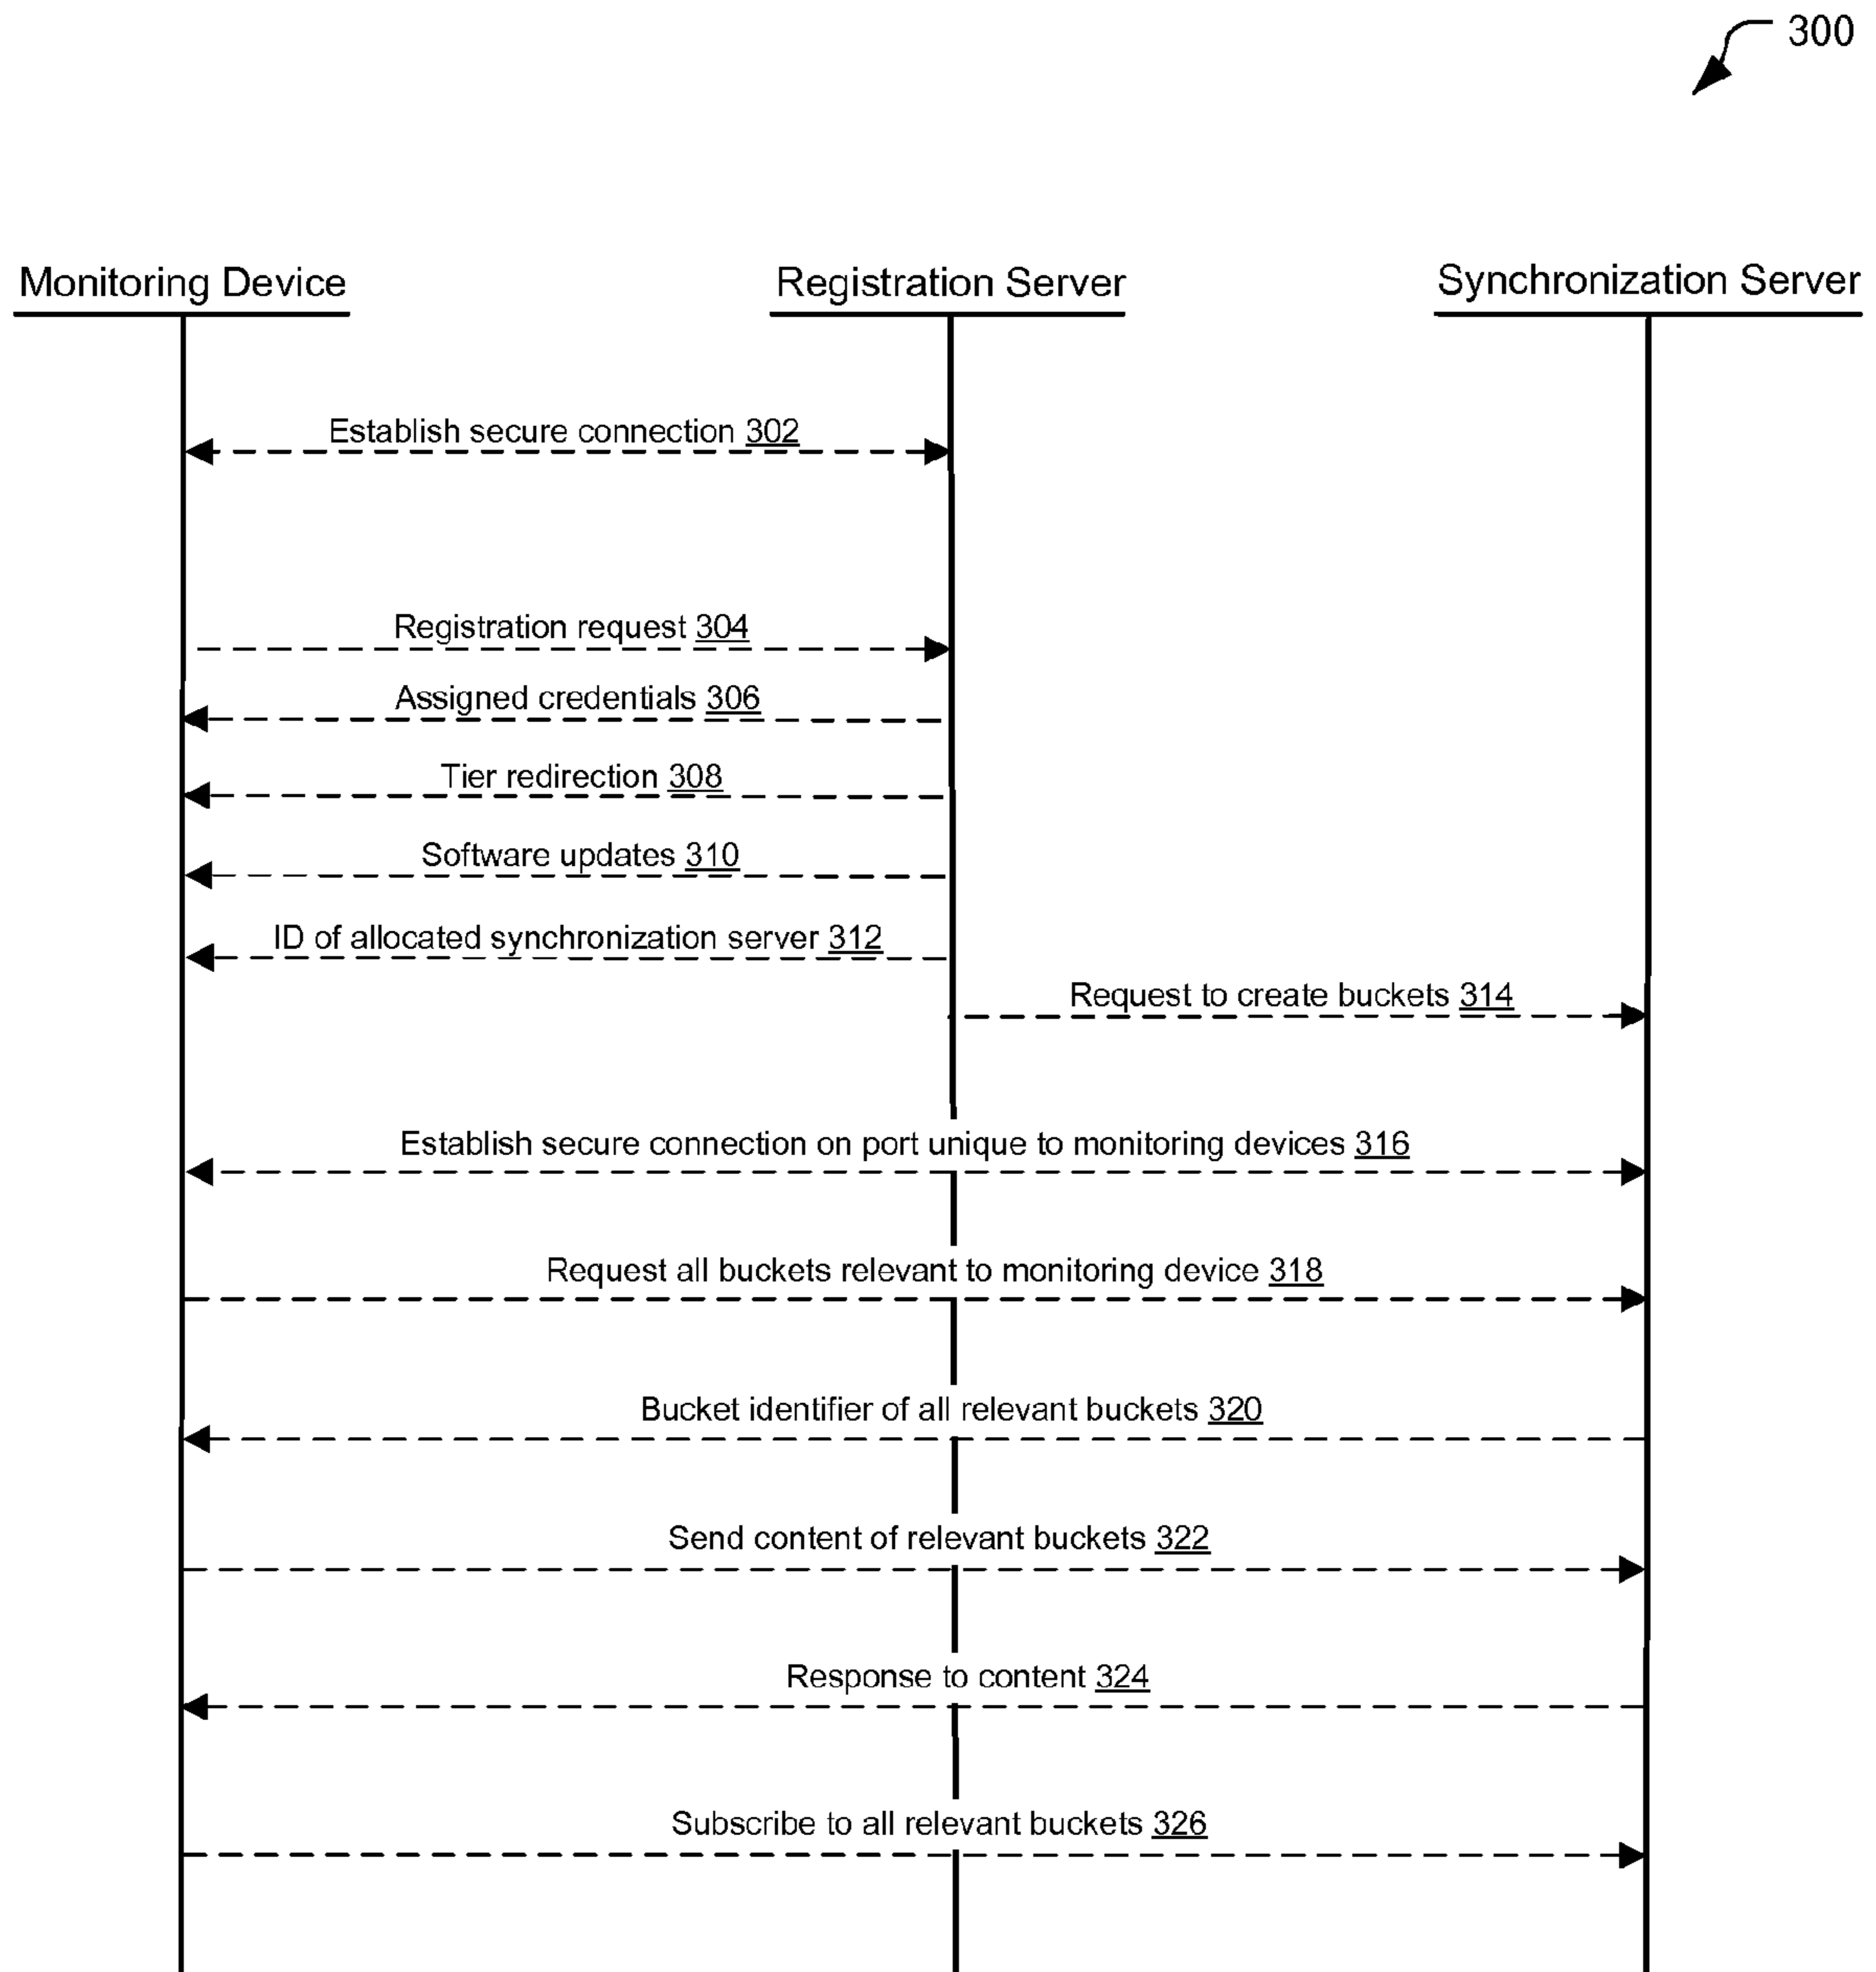 300
Monitoring Device
Registration Server
Synchronization Server
Establish secure connection 302
Registration request 304
Assigned credentials 306
Tier redirection 308
Software updates 310
ID of allocated synchronization server 312
Request to create buckets 314
Establish secure connection on port unique to monitoring devices 316
Request all buckets relevant to monitoring device 318
Bucket identifier of all relevant buckets 320
Send content of relevant buckets 322
Response to content 324
Subscribe to all relevant buckets 326